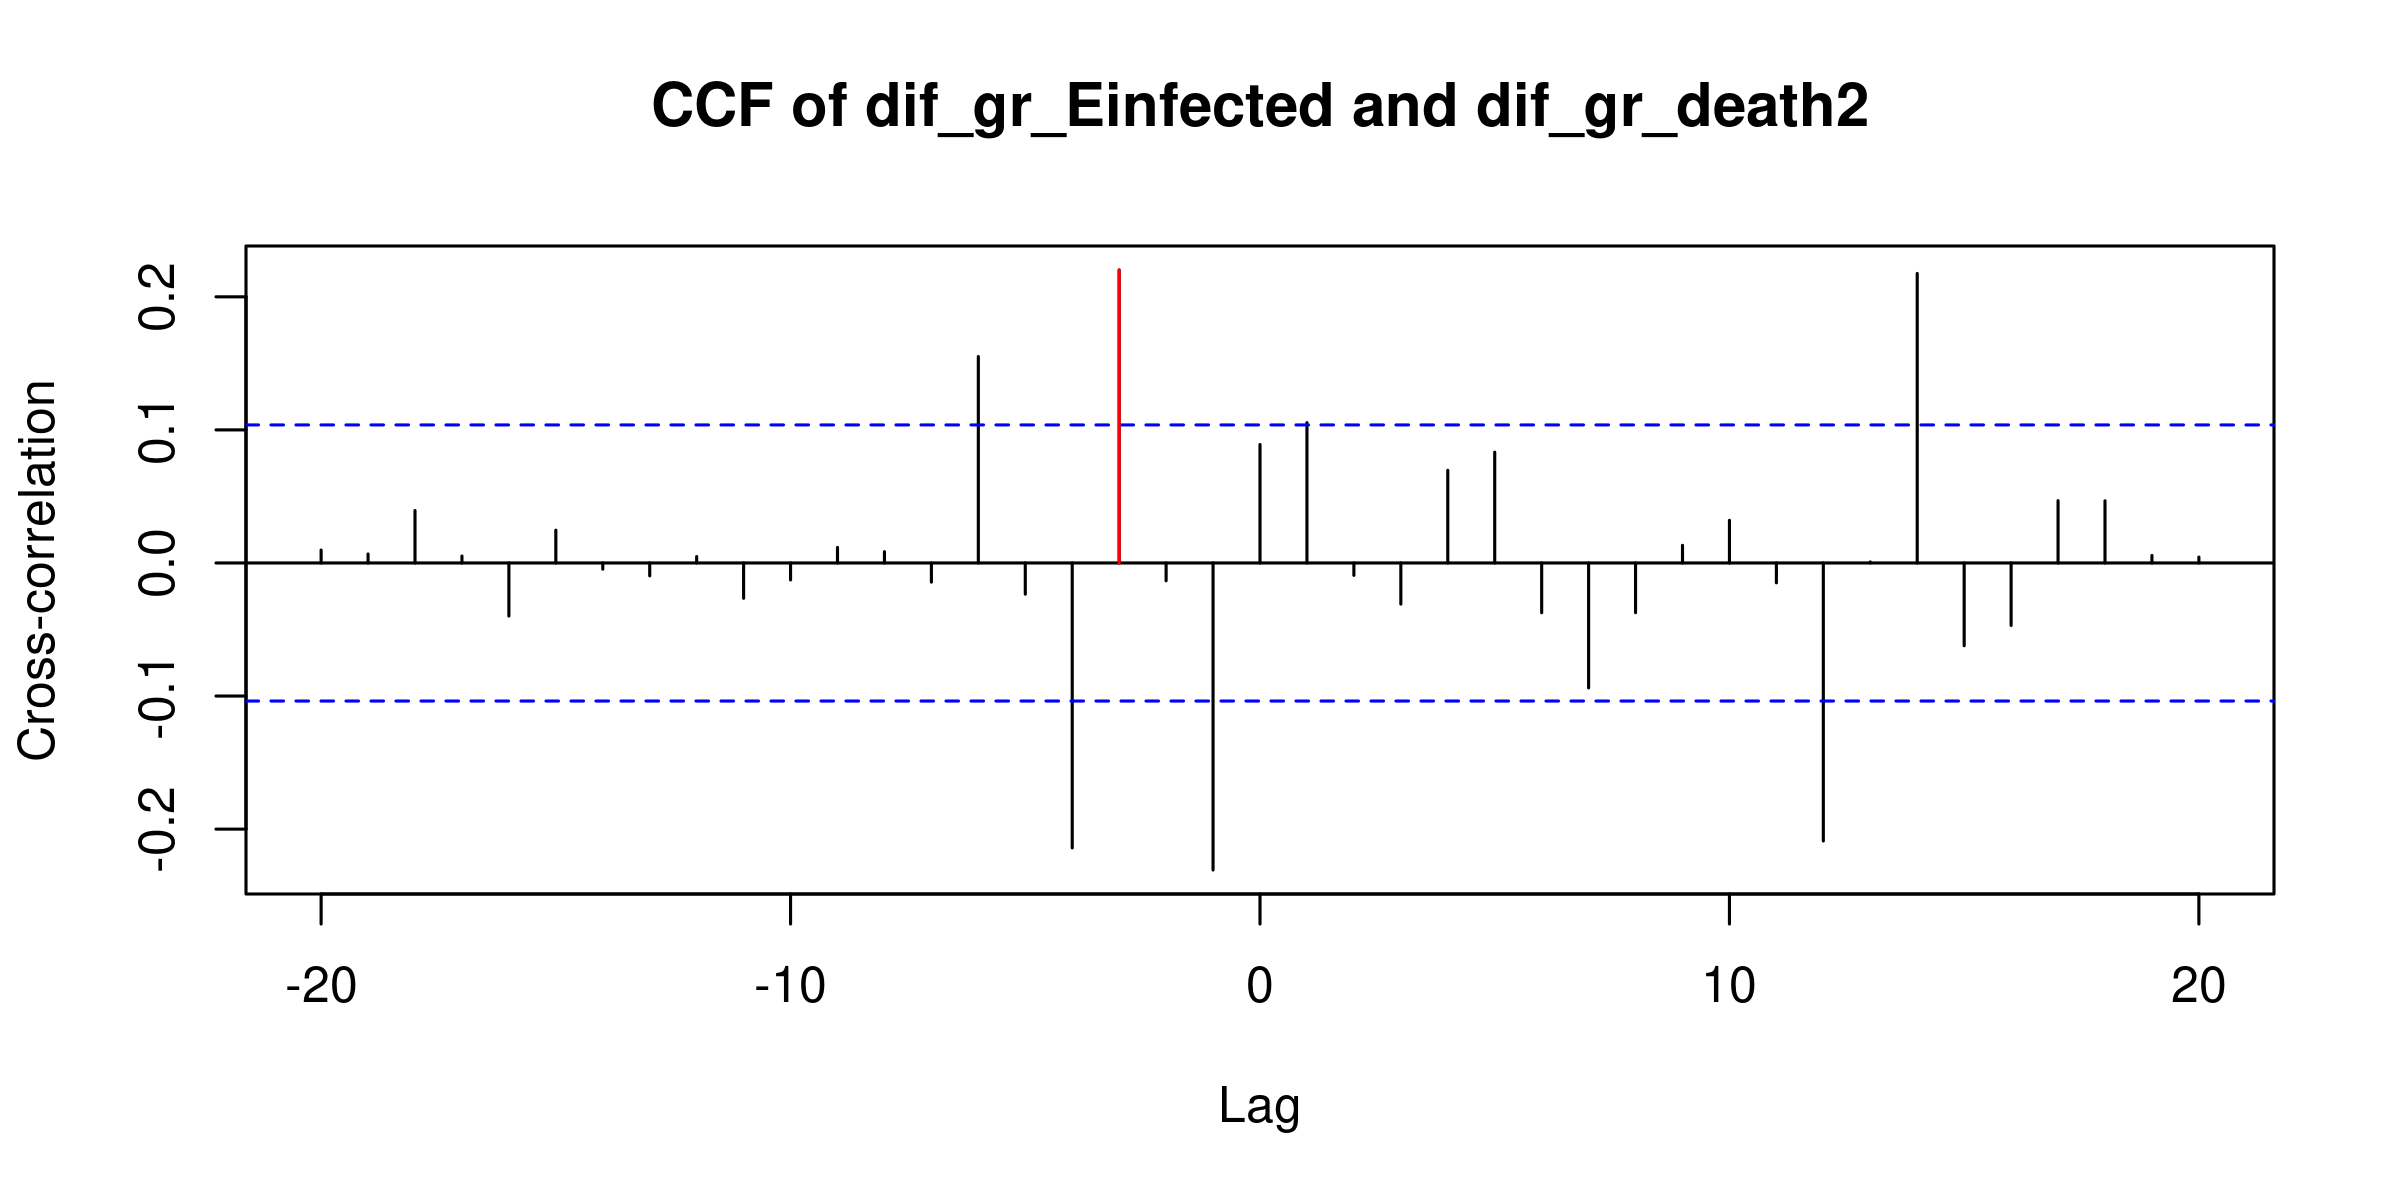 CCF of dif_gr_Einfected and dif_gr_death2
Cross-correlation
0.2
0.1
0.0
-0.1
-0.2
-20 -10 0 10 20
Lag